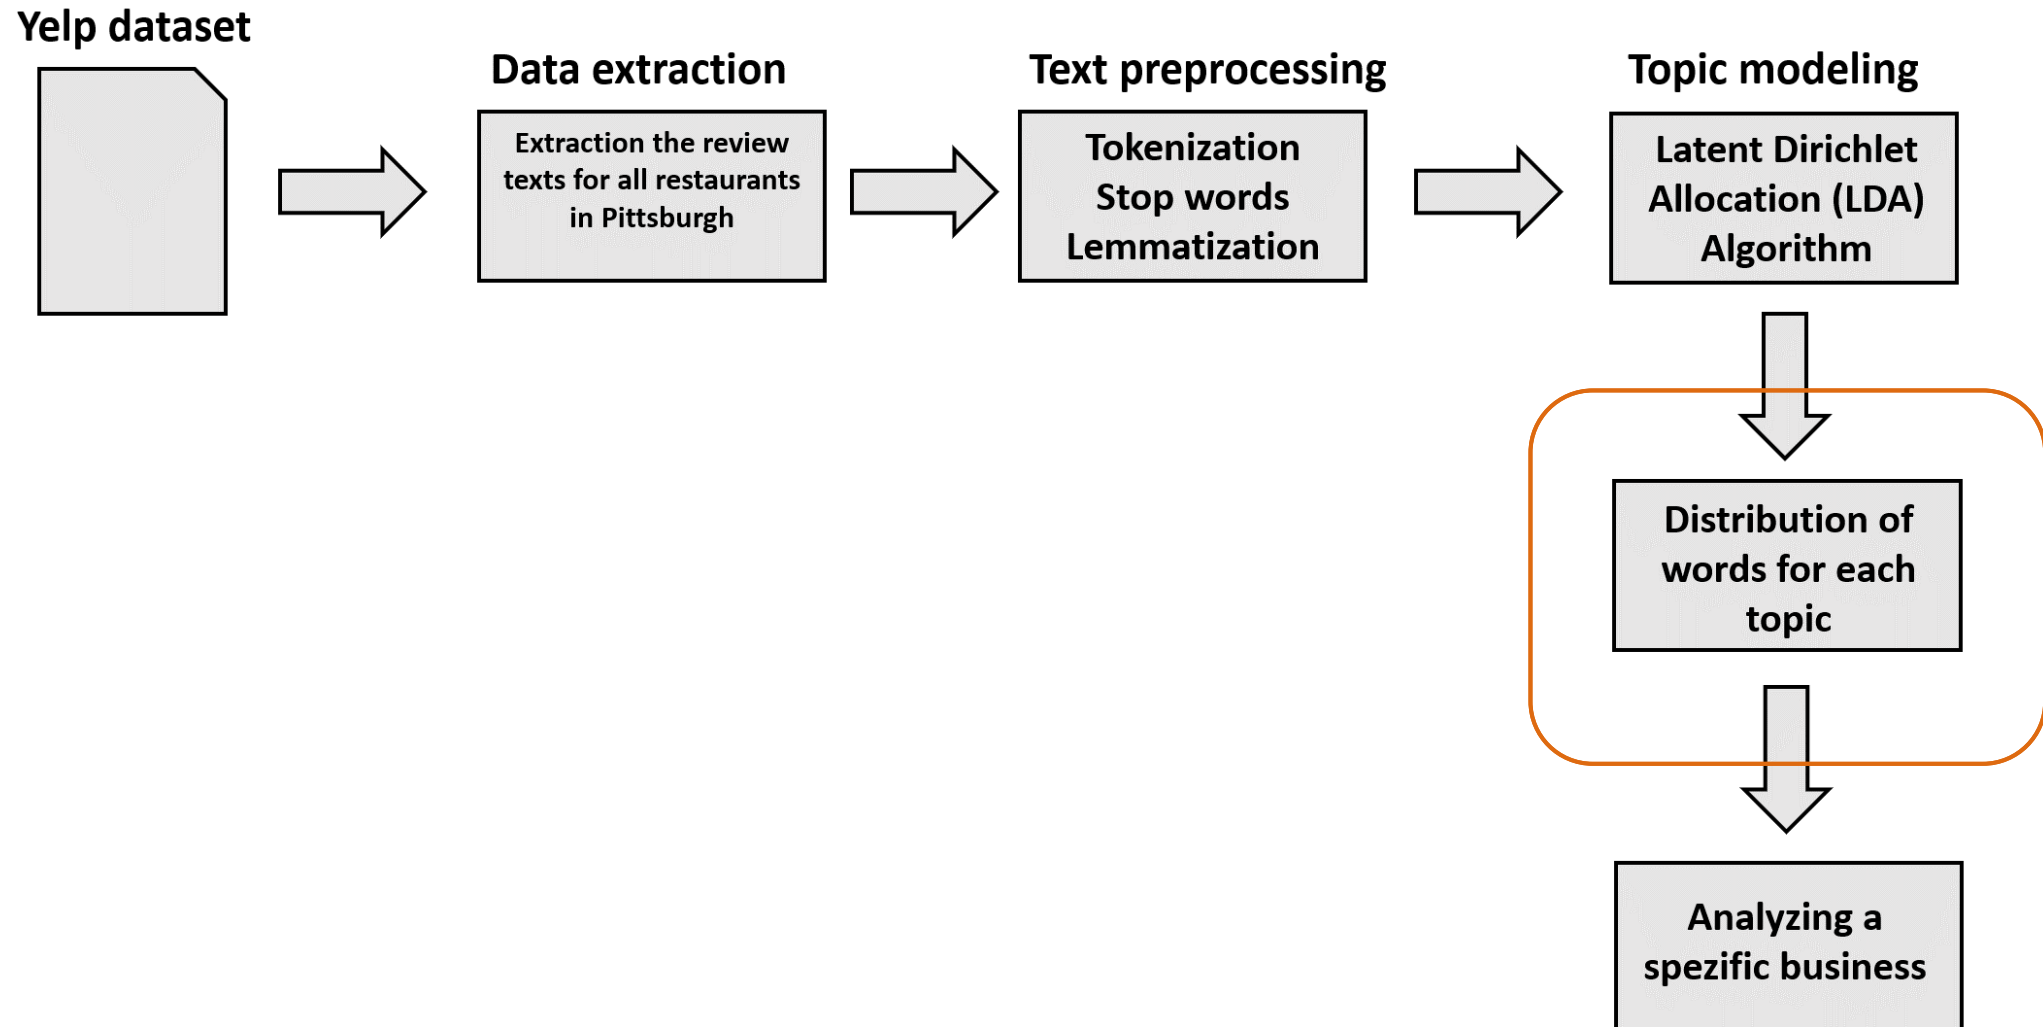 Yelp dataset
Data extraction
Extraction the review
texts for all restaurants
in Pittsburgh
Text preprocessing
Tokenization
Stop words
Lemmatization
Topic modeling
Latent Dirichlet
Allocation (LDA)
Algorithm
Distribution of
words for each
topic
Analyzing a
spezific business